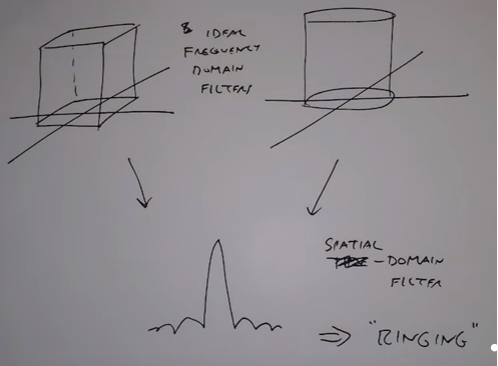 IDEAL
FREQUENCY
DOMAIN
FILTERS
SPATIAL
-DOMAIN
FILTER
⇒ "RINGING"